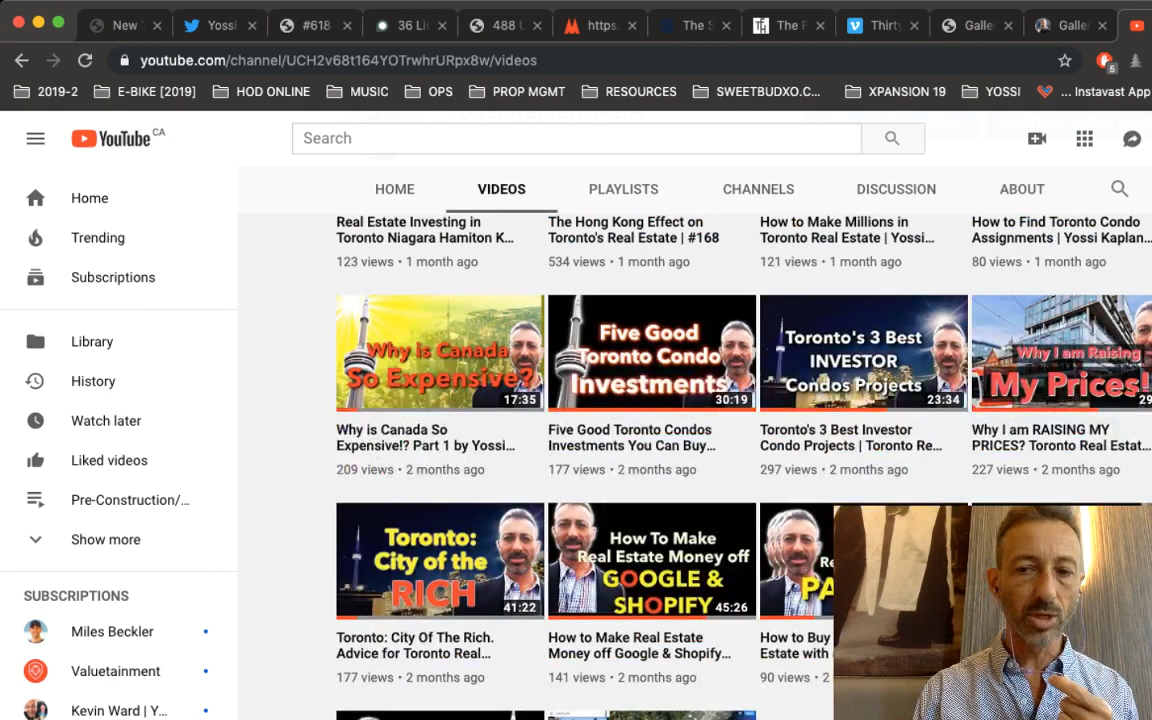 New
Yossi
#618
36 Li
488 U
https:
The S
The F
Thirty
Galle
Galle
youtube.com/channel/UCH2v68t164YOTrwhrURpx8w/videos
5
2019-2
E-BIKE [2019]
HOD ONLINE
MUSIC
OPS
PROP MGMT
RESOURCES
SWEETBUDXO.C...
XPANSION 19
YOSSI
... Instavast App
YouTube CA
Search
HOME
VIDEOS
PLAYLISTS
CHANNELS
DISCUSSION
ABOUT
Home
Trending
Subscriptions
Library
History
Watch later
Liked videos
Pre-Construction/...
Show more
SUBSCRIPTIONS
Miles Beckler
Valuetainment
Kevin Ward | Y...
Real Estate Investing in
Toronto Niagara Hamiton K...
123 views • 1 month ago
The Hong Kong Effect on
Toronto's Real Estate | #168
534 views • 1 month ago
How to Make Millions in
Toronto Real Estate | Yossi...
121 views • 1 month ago
How to Find Toronto Condo
Assignments | Yossi Kaplan...
80 views • 1 month ago
Why is Canada
So Expensive?
17:35
Why is Canada So
Expensive!? Part 1 by Yossi...
209 views • 2 months ago
Five Good
Toronto Condo
Investments
30:19
Five Good Toronto Condos
Investments You Can Buy...
177 views • 2 months ago
Toronto's 3 Best
INVESTOR
Condos Projects
23:34
Toronto's 3 Best Investor
Condo Projects | Toronto Re...
297 views • 2 months ago
Why I am Raising
My Prices!
29
Why I am RAISING MY
PRICES? Toronto Real Estat...
227 views • 2 months ago
Toronto:
City of the
RICH
41:22
Toronto: City Of The Rich.
Advice for Toronto Real...
177 views • 2 months ago
How To Make
Real Estate Money off
GOOGLE &
SHOPIFY
45:26
How to Make Real Estate
Money off Google & Shopify...
141 views • 2 months ago
Re
PA
How to Buy
Estate with
90 views • 2